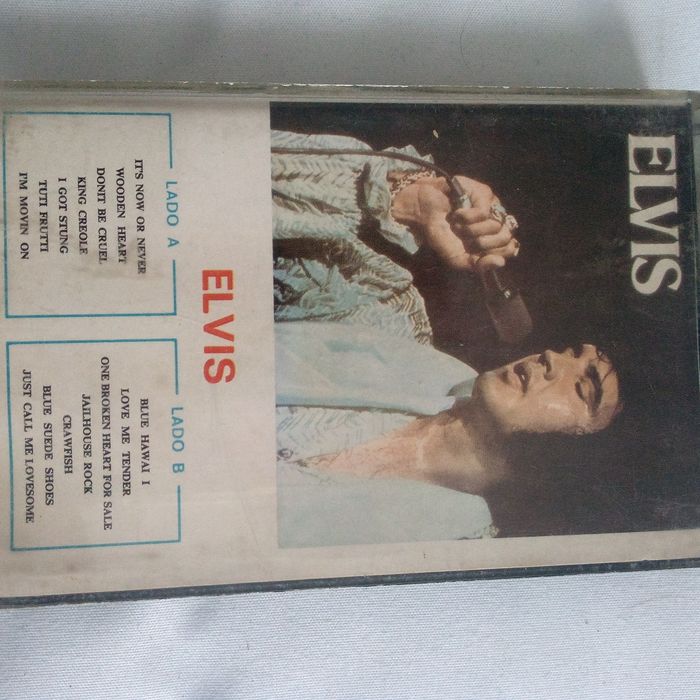 ELVIS
ELVIS
LADO A
IT'S NOW OR NEVER
WOODEN HEART
DONIT BE CRUEL
KING CREOLE
I GOT STUNG
TUTI FRUTTI
I'M MOVIN ON
LADO B
BLUE HAWAI I
LOVE ME TENDER
ONE BROKEN HEART FOR SALE
JAILHOUSE ROCK
CRAWFISH
BLUE SUEDE SHOES
JUST CALL ME LOVESOME